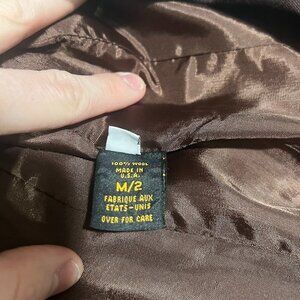 100% WOOL
MADE IN
U.S.A.
M/2
FABRIQUE AUX
ETATS-UNIS
OVER FOR CARE